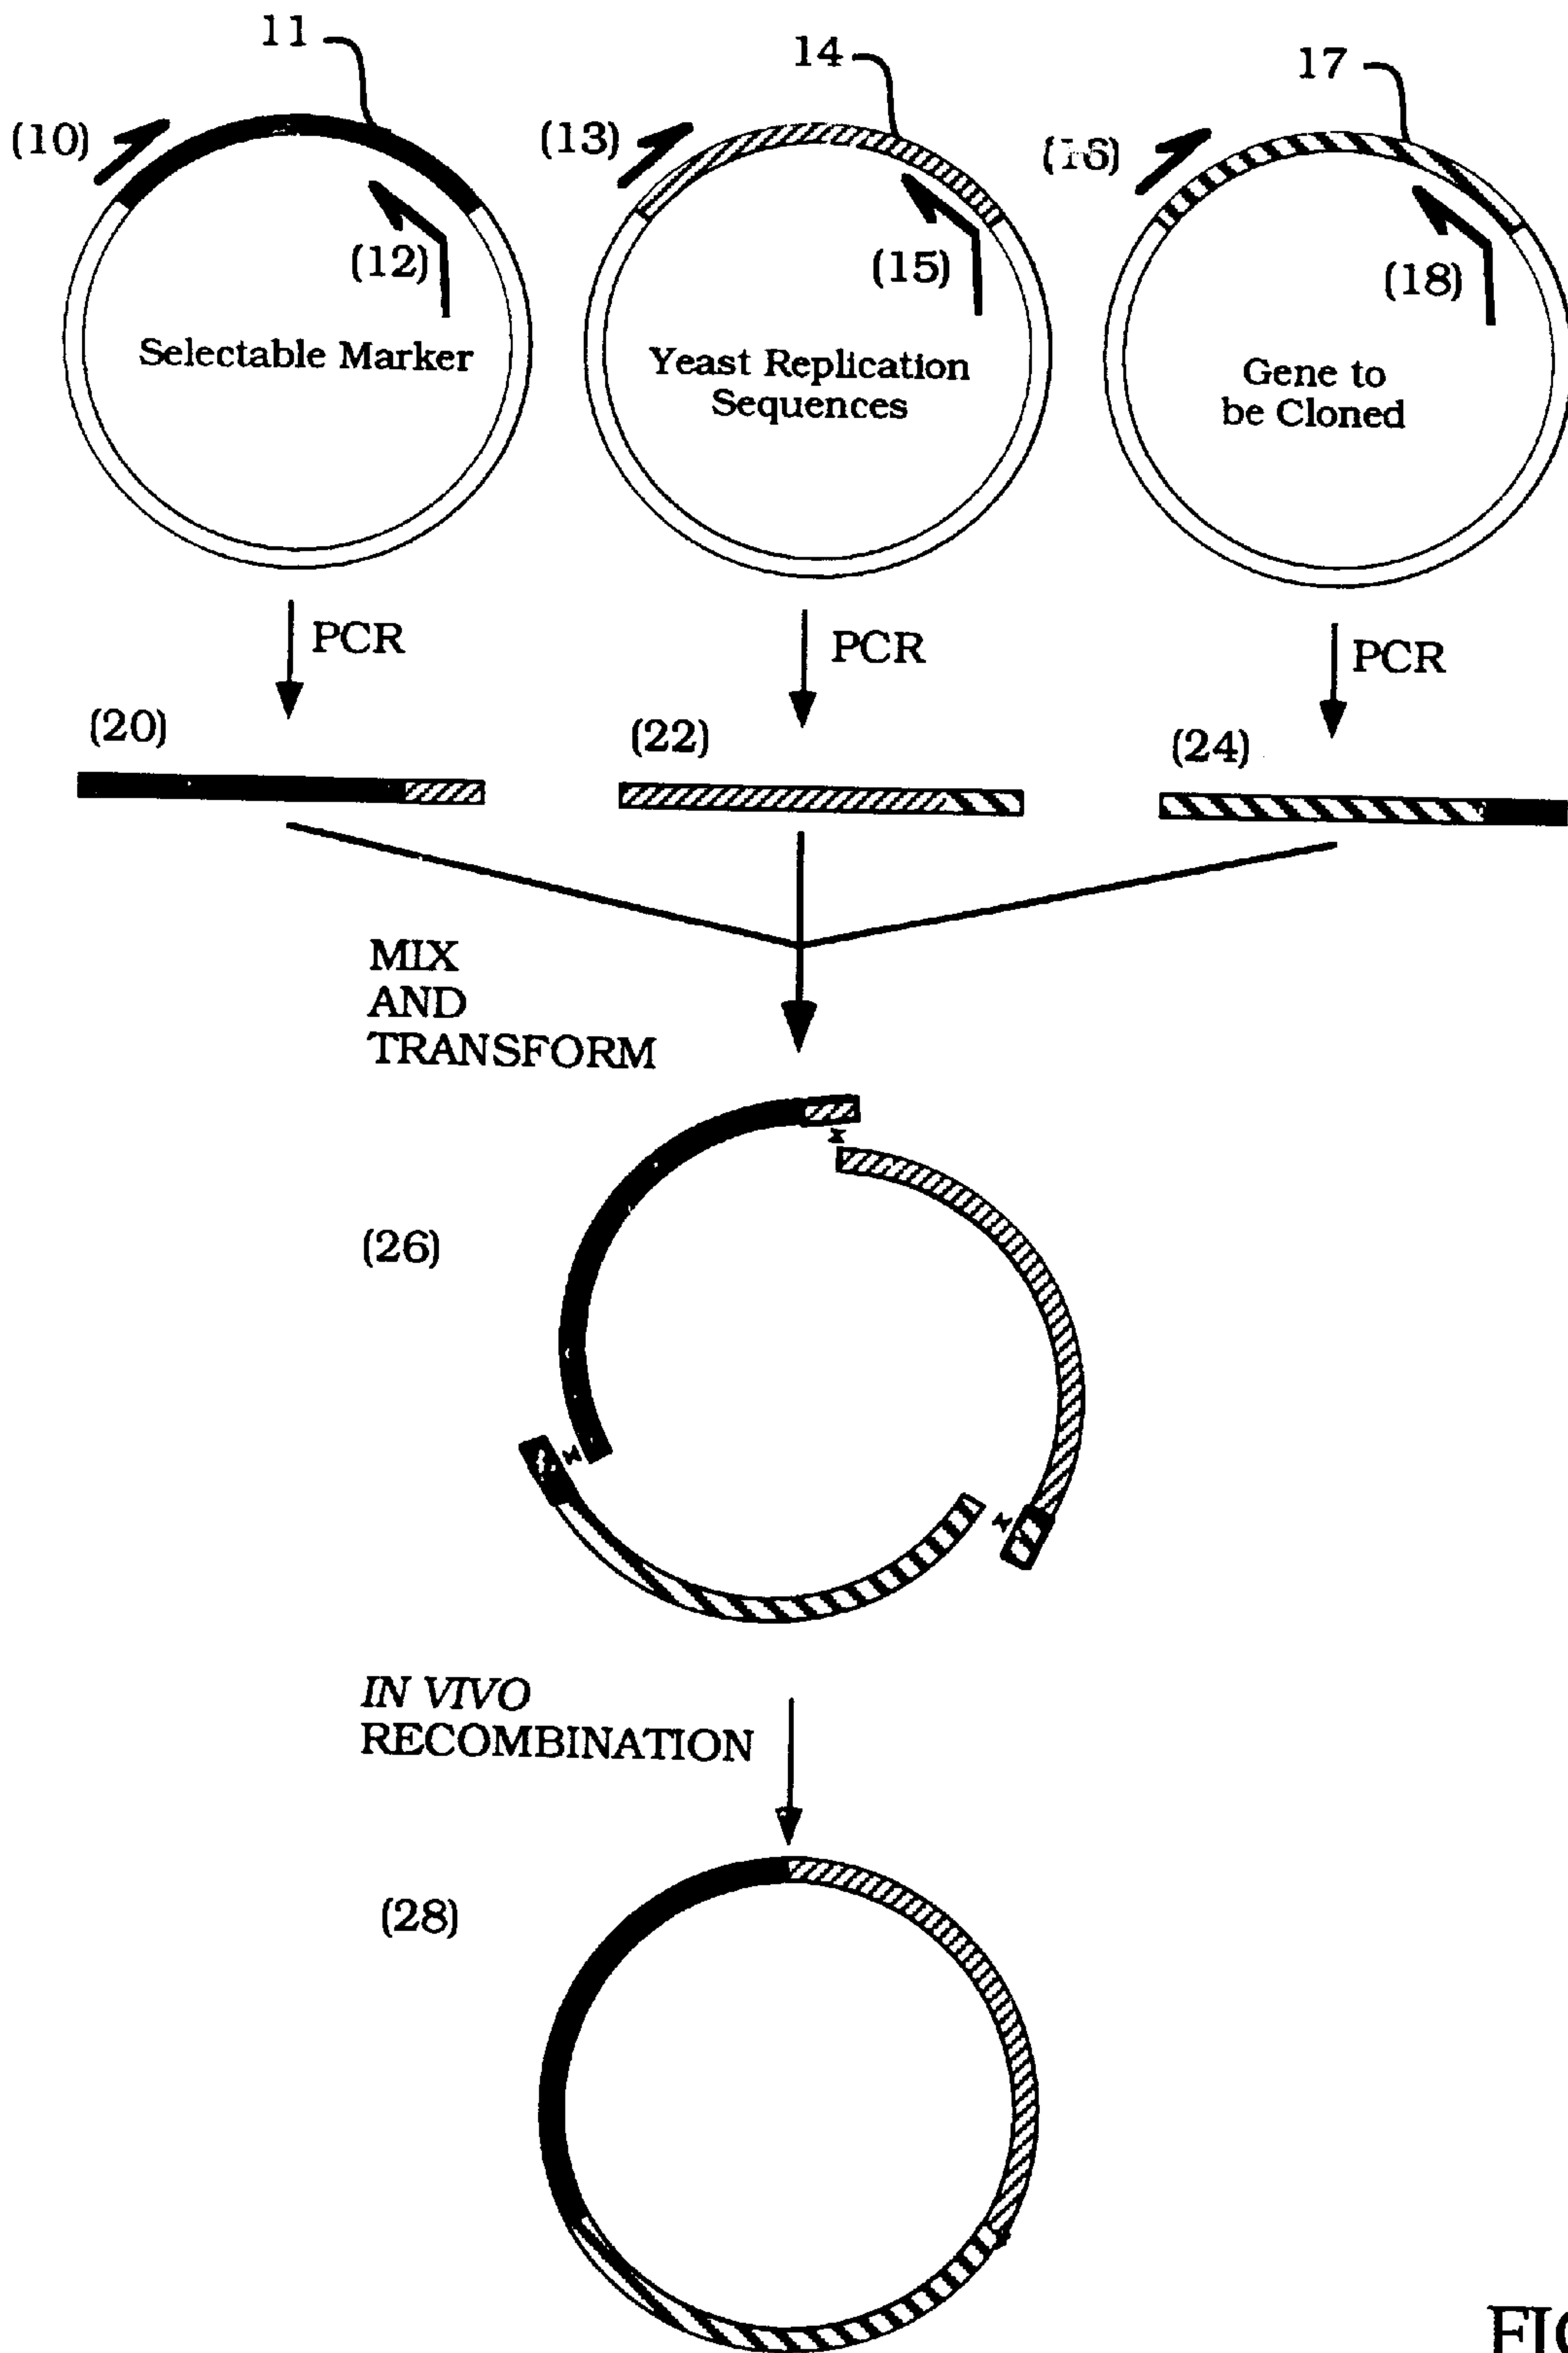 11
14
17
(10)
(13)
(16)
(12)
(15)
(18)
Selectable Marker
Yeast Replication
Sequences
Gene to
be Cloned
PCR
PCR
PCR
(20)
(22)
(24)
MIX
AND
TRANSFORM
(26)
IN VIVO
RECOMBINATION
(28)